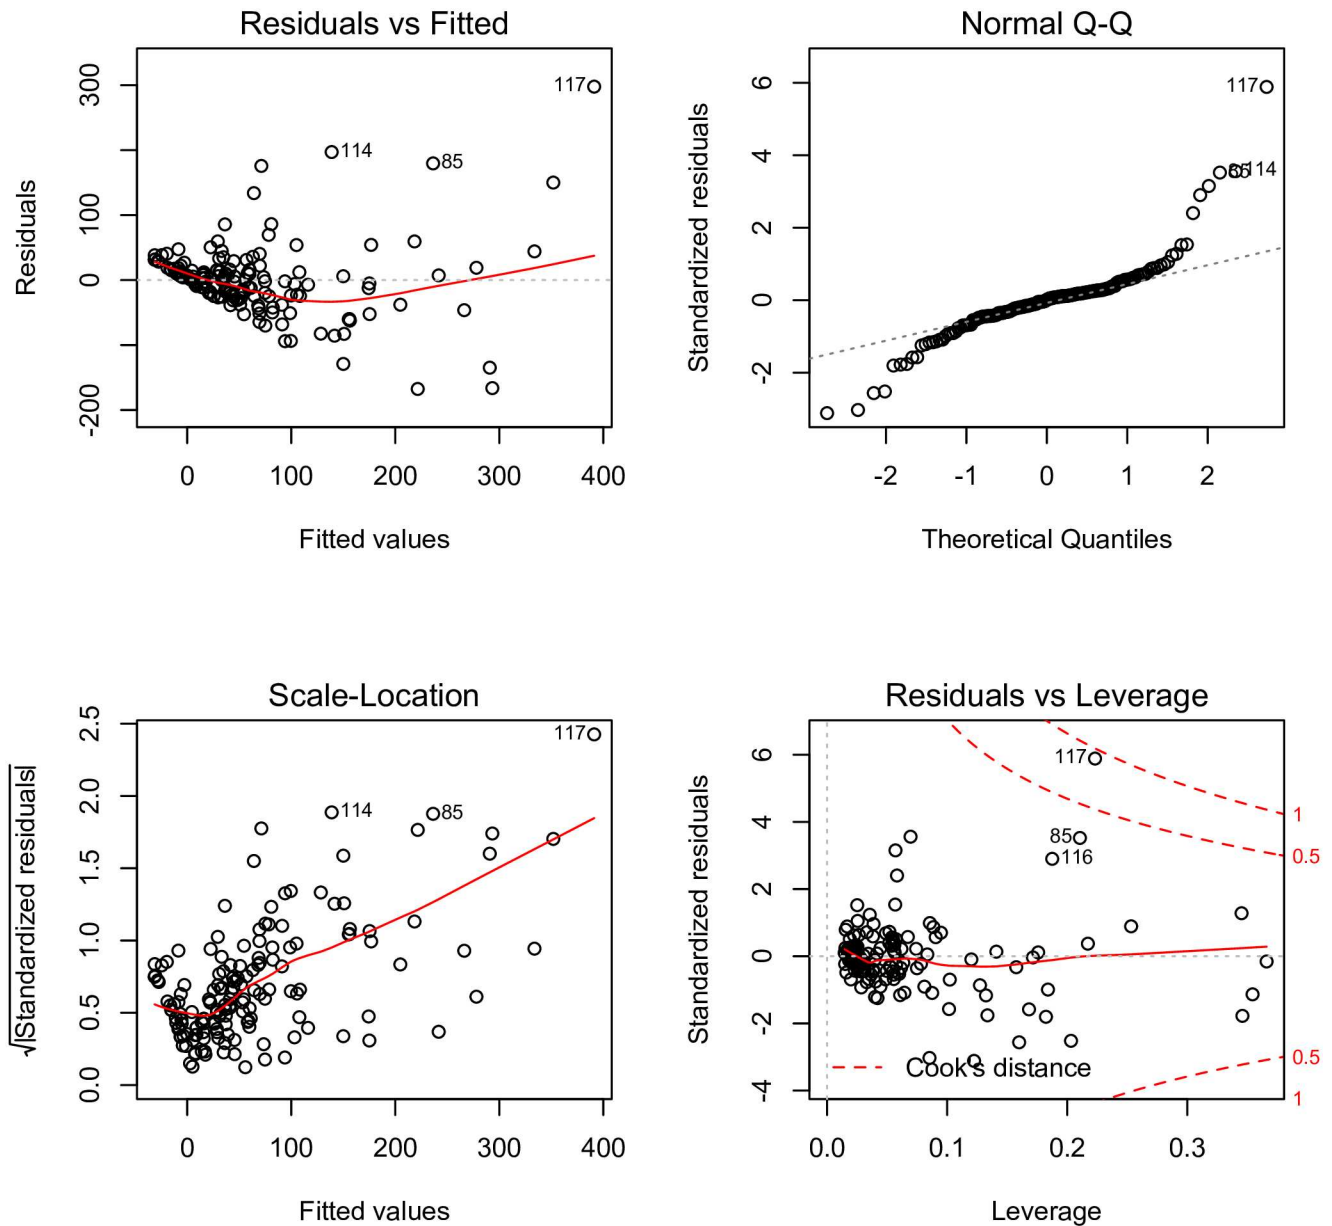 Residuals vs Fitted
Residuals
300
100
0
-200
117
114
85
0 100 200 300 400
Fitted values
Normal Q-Q
Standardized residuals
6
4
2
0
-2
117
85 114
-2 -1 0 1 2
Theoretical Quantiles
Scale-Location
√|Standardized residuals|
2.5
2.0
1.5
1.0
0.5
0.0
117
114
85
0 100 200 300 400
Fitted values
Residuals vs Leverage
Standardized residuals
6
4
2
0
-2
-4
117
85
116
1
0.5
0.5
1
Cook's distance
0.0 0.1 0.2 0.3
Leverage